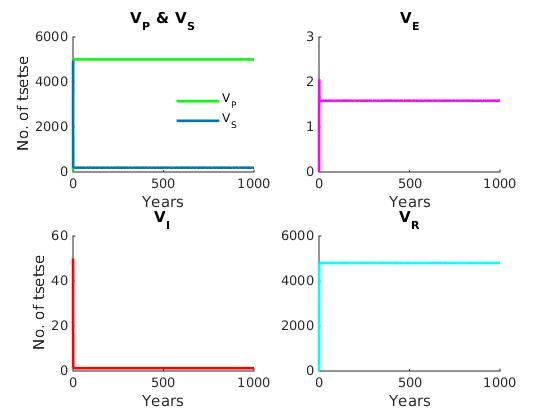 V_P & V_S
6000
4000
2000
0
No. of tsetse
V_P
V_S
0 500 1000
Years
V_E
3
2
1
0
0 500 1000
Years
V_I
60
40
20
0
No. of tsetse
0 500 1000
Years
V_R
6000
4000
2000
0
0 500 1000
Years